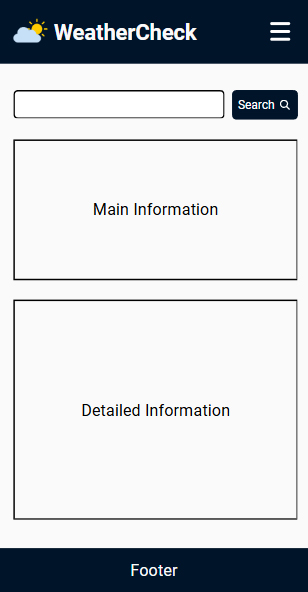 WeatherCheck
Search
Main Information
Detailed Information
Footer